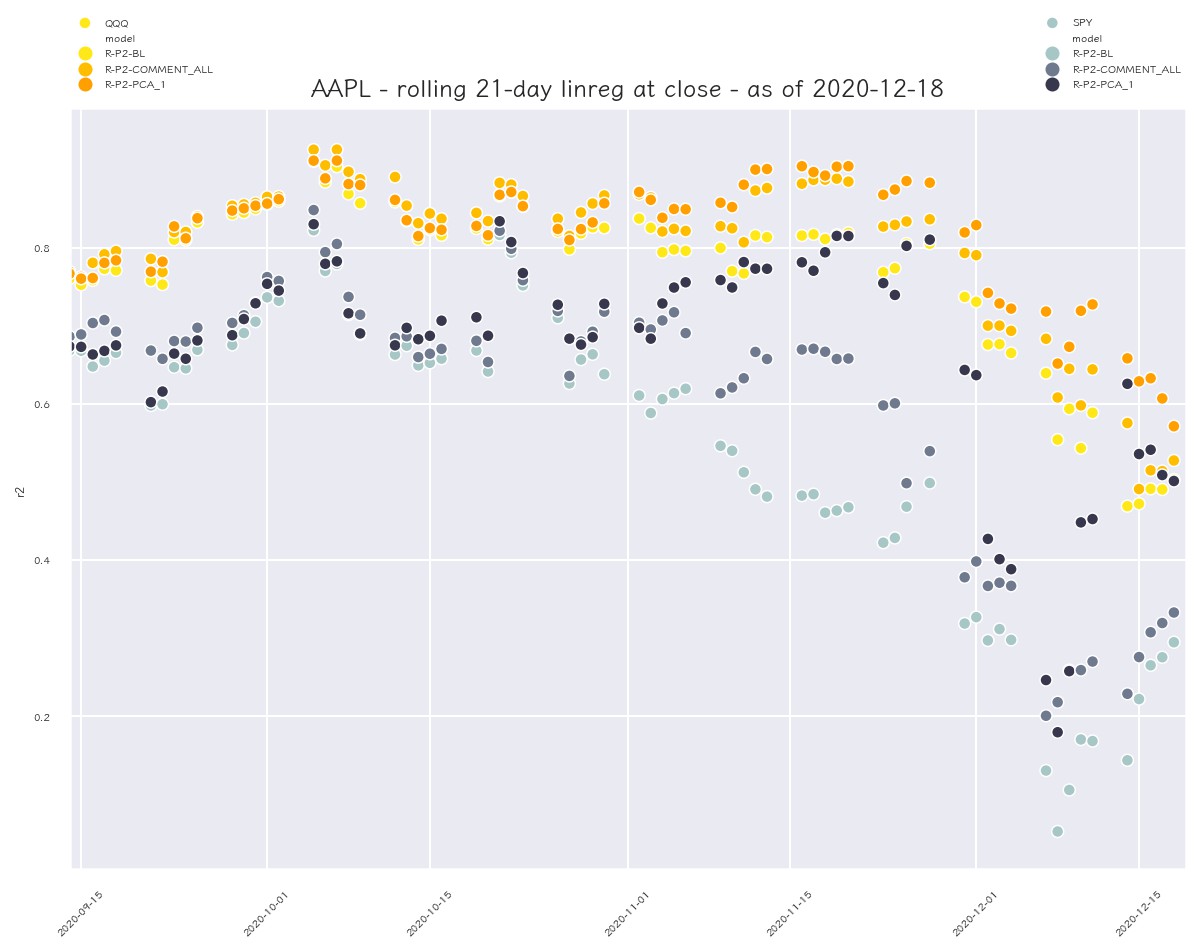 QQQ
model
R-P2-BL
R-P2-COMMENT_ALL
R-P2-PCA_1
SPY
model
R-P2-BL
R-P2-COMMENT_ALL
R-P2-PCA_1
AAPL - rolling 21-day linreg at close - as of 2020-12-18
0.8
0.6
0.4
0.2
r2
2020-09-15
2020-10-01
2020-10-15
2020-11-01
2020-11-15
2020-12-01
2020-12-15